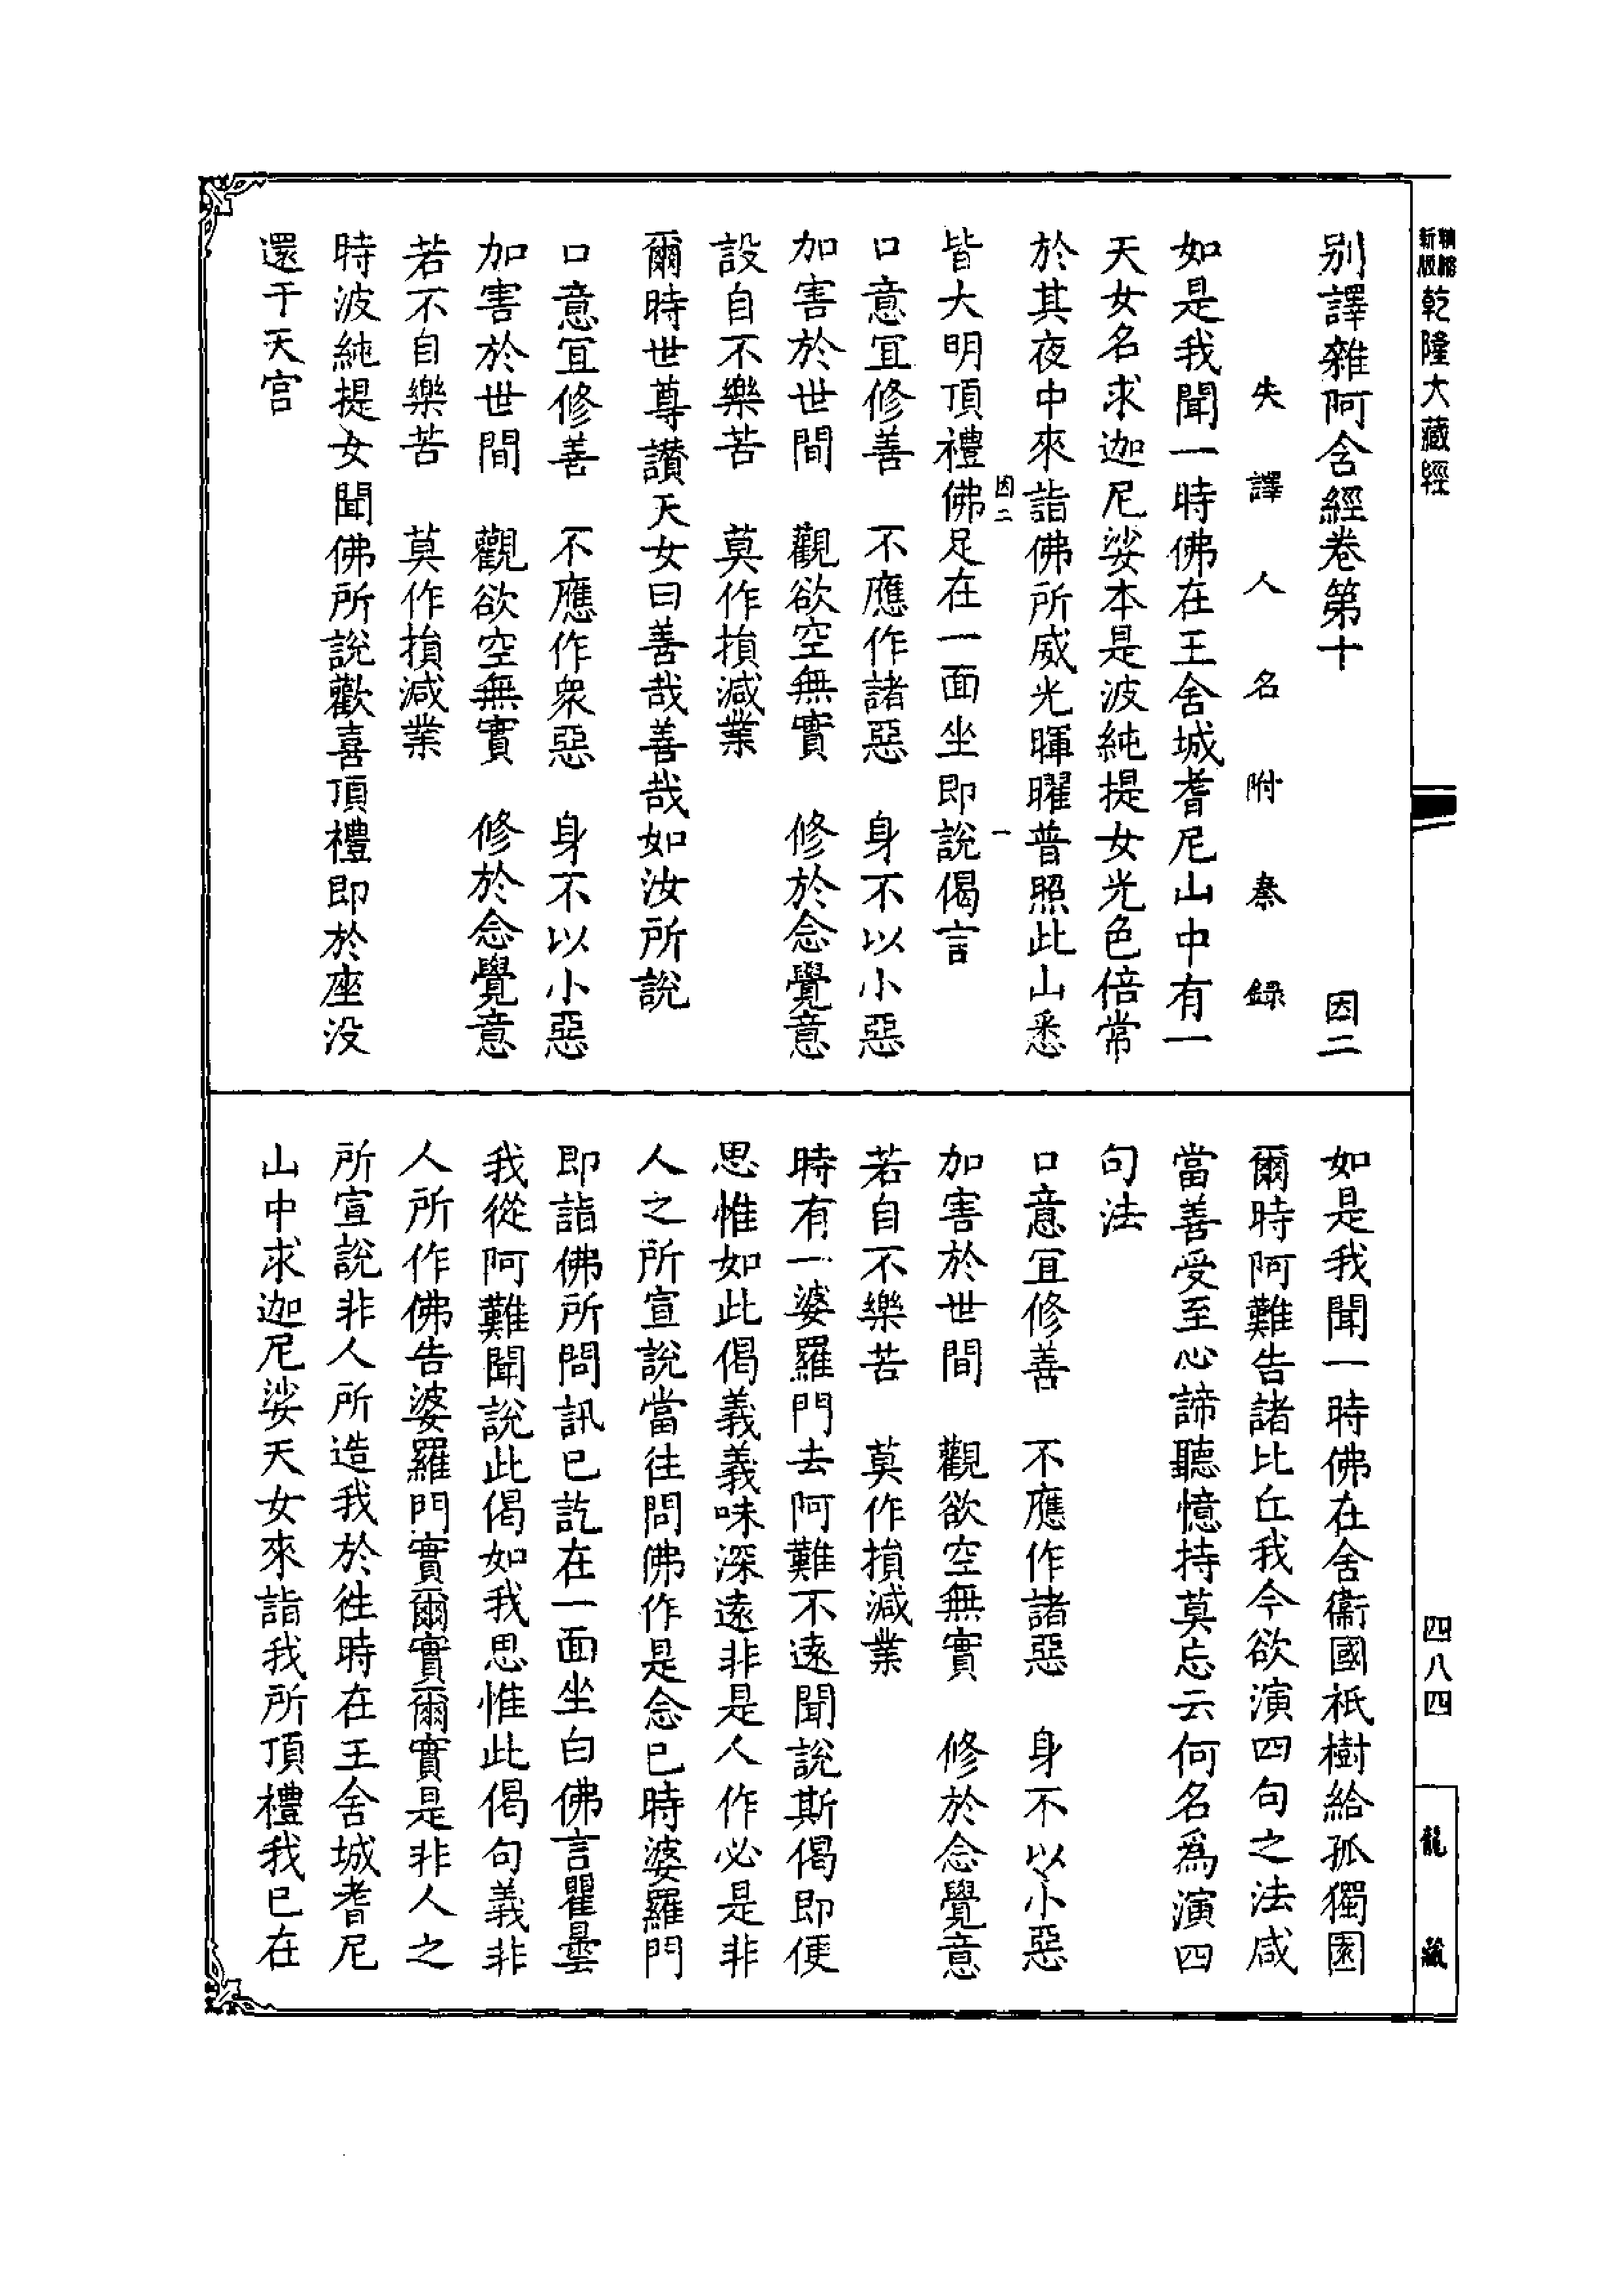 新版精縮乾隆大藏經
四八四
龍藏
别譯雜阿含經卷第十 因二
失譯人名附秦錄
如是我聞一時佛在王舍城耆尼山中有一
天女名求迦尼娑本是波純提女光色倍常
於其夜中來詣佛所威光暉曜普照此山悉
因二 一
皆大明頂禮佛足在一面坐即說偈言
口意宜修善 不應作諸惡 身不以小惡
加害於世間 觀欲空無實 修於念覺意
設自不樂苦 莫作損減業
爾時世尊讚天女曰善哉善哉如汝所說
口意宜修善 不應作衆惡 身不以小惡
加害於世間 觀欲空無實 修於念覺意
若不自樂苦 莫作損減業
時波純提女聞佛所說歡喜頂禮即於座没
還于天宫
如是我聞一時佛在舍衞國祇樹給孤獨園
爾時阿難告諸比丘我今欲演四句之法咸
當善受至心諦聽憶持莫忘云何名爲演四
句法
口意宜修善 不應作諸惡 身不以小惡
加害於世間 觀欲空無實 修於念覺意
若自不樂苦 莫作損減業
時有一婆羅門去阿難不遠聞說斯偈即便
思惟如此偈義義味深遠非是人作必是非
人之所宣說當往問佛作是念已時婆羅門
即詣佛所問訊已訖在一面坐白佛言瞿曇
我從阿難聞說此偈如我思惟此偈句義非
人所作佛告婆羅門實爾實爾實是非人之
所宣說非人所造我於徃時在王舍城耆尼
山中求迦尼娑天女來詣我所頂禮我已在